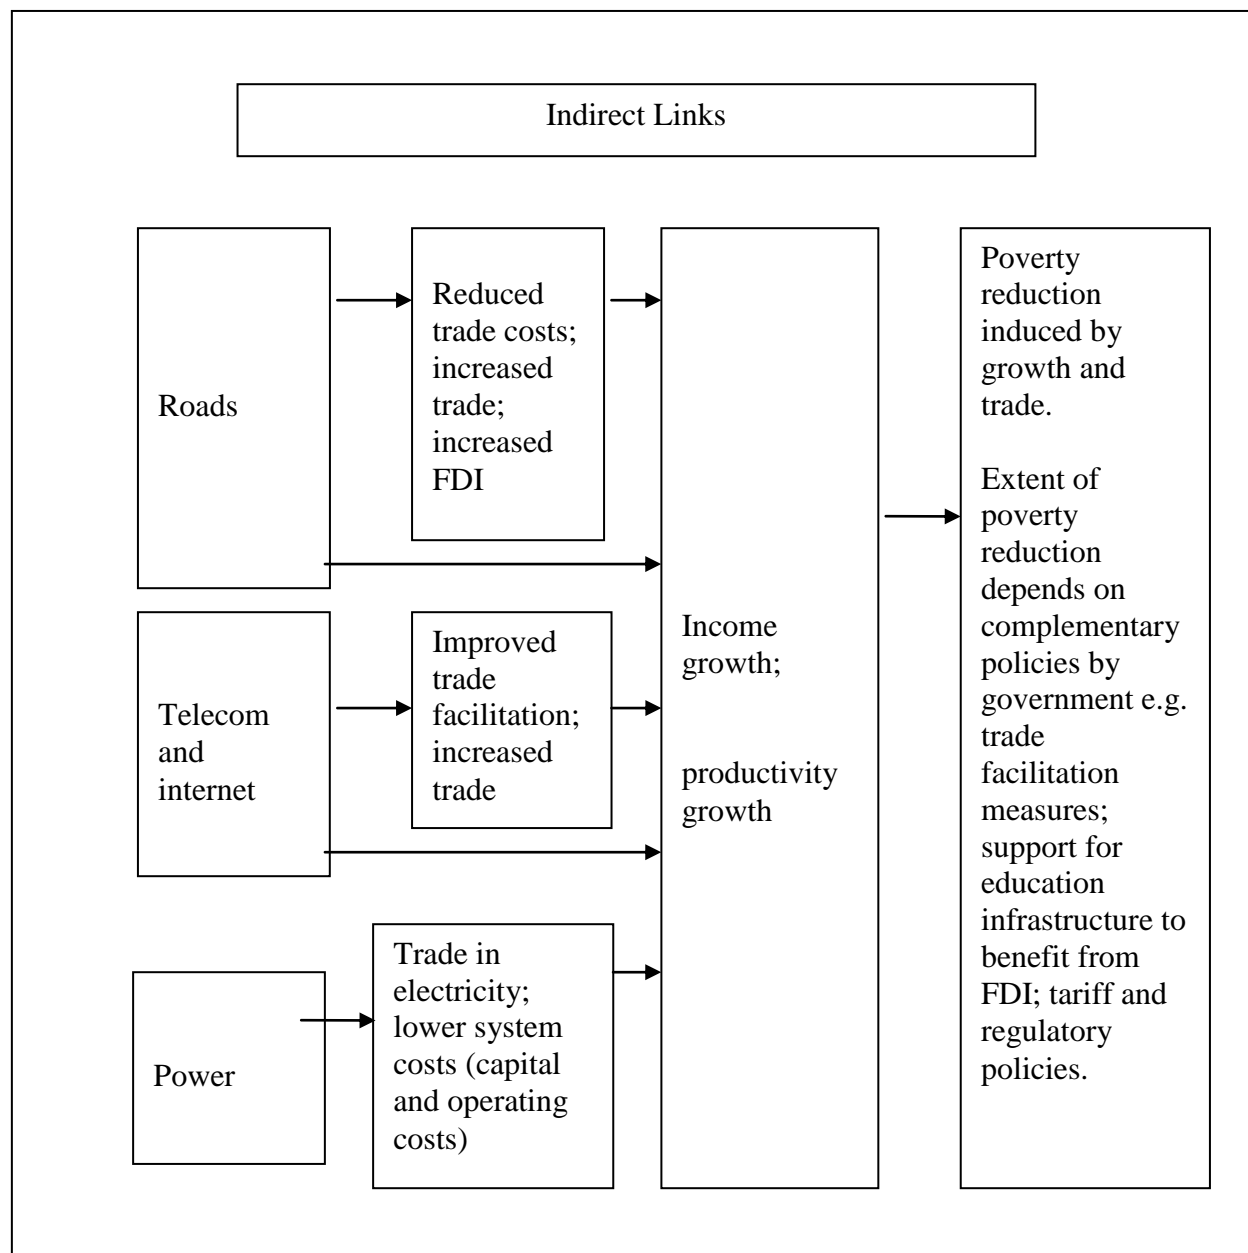 Indirect Links
Roads
Reduced
trade costs;
increased
trade;
increased
FDI
Telecom
and
internet
Improved
trade
facilitation;
increased
trade
Power
Trade in
electricity;
lower system
costs (capital
and operating
costs)
Income
growth;
productivity
growth
Poverty
reduction
induced by
growth and
trade.
Extent of
poverty
reduction
depends on
complementary
policies by
government e.g.
trade
facilitation
measures;
support for
education
infrastructure to
benefit from
FDI; tariff and
regulatory
policies.